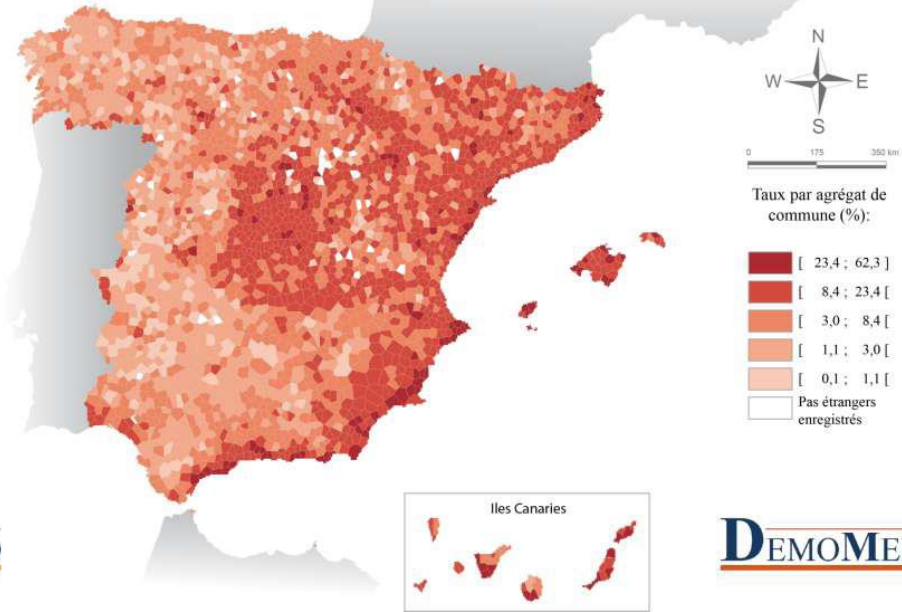 N
W E
S
0 175 350 km
Taux par agrégat de
commune (%):
[ 23,4 ; 62,3 ]
[ 8,4 ; 23,4 [
[ 3,0 ; 8,4 [
[ 1,1 ; 3,0 [
[ 0,1 ; 1,1 [
Pas étrangers
enregistrés
Iles Canaries
DEMOME